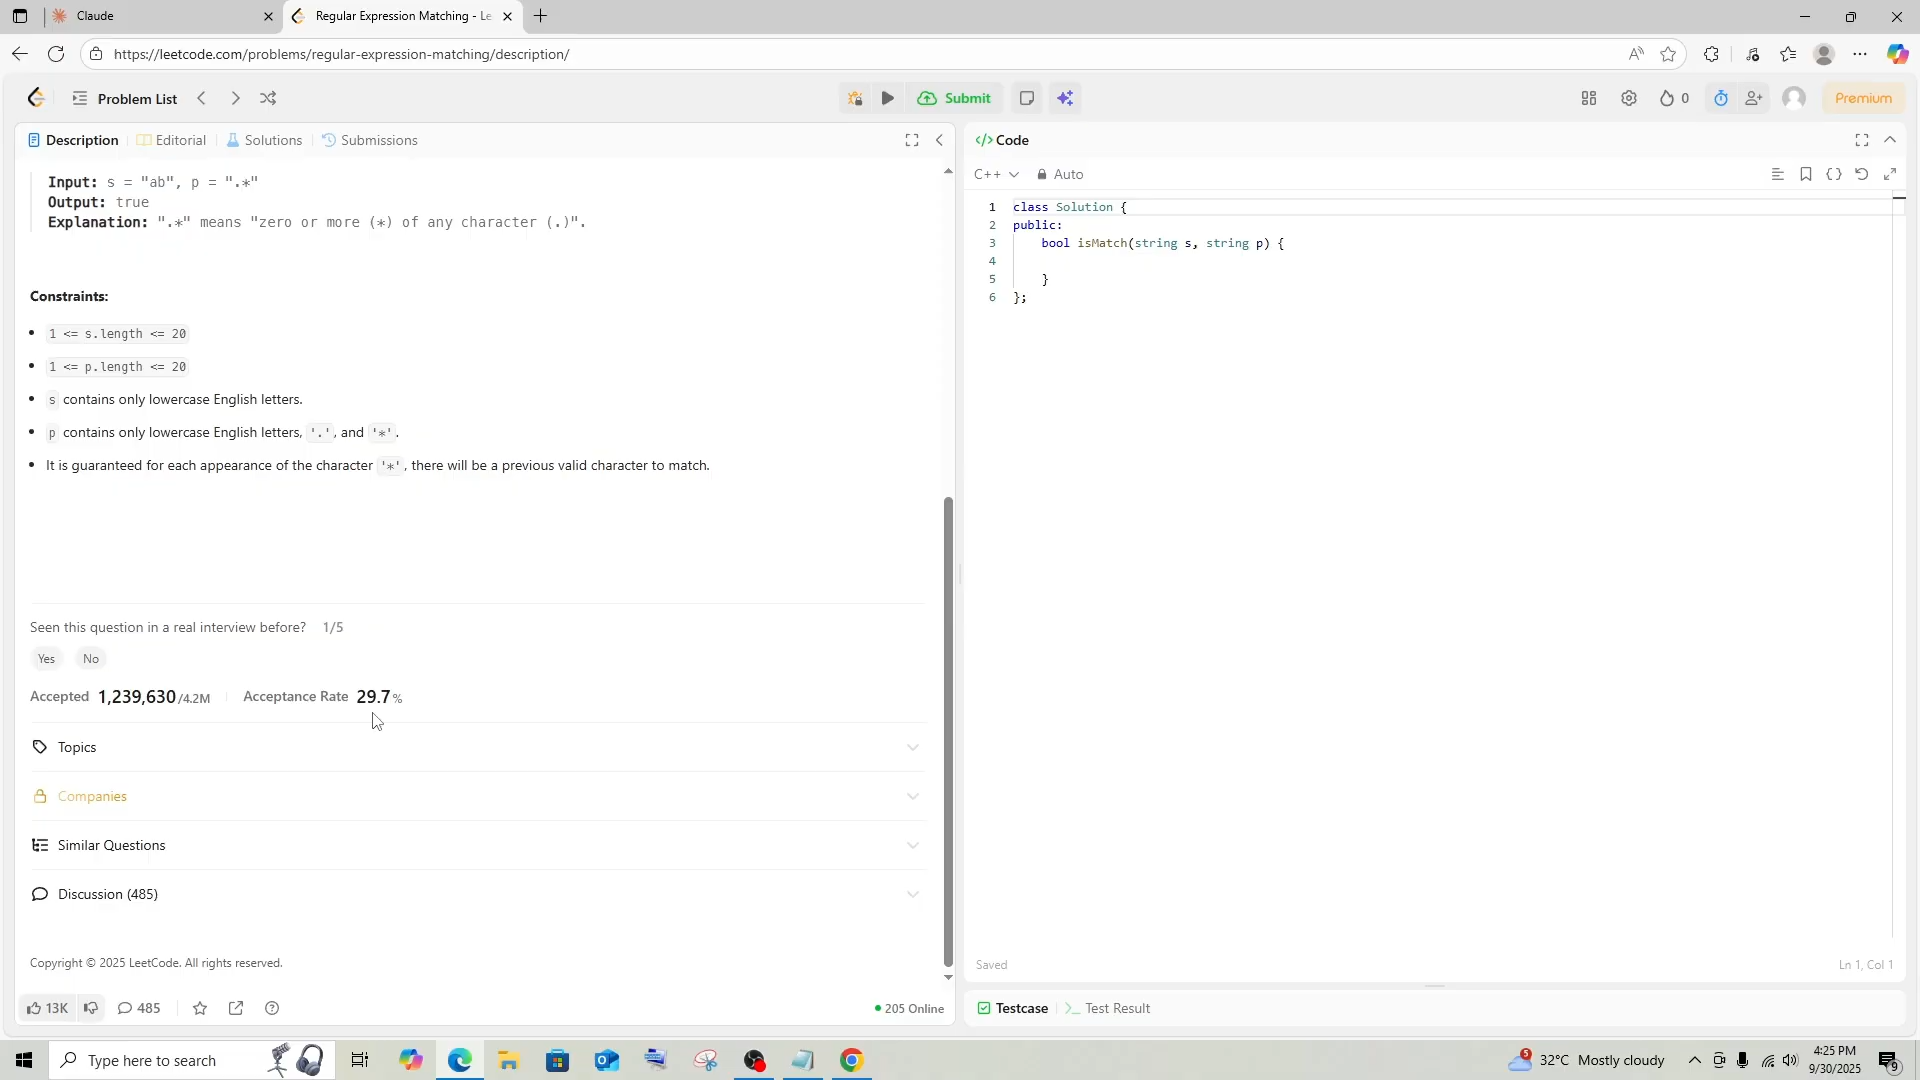 Claude
Regular Expression Matching - Le
https://leetcode.com/problems/regular-expression-matching/description/
Problem List
Submit
0
Premium
Description
Editorial
Solutions
Submissions
Input: s = "ab", p = ".*"
Output: true
Explanation: ".*" means "zero or more (*) of any character (.)".
Constraints:
1 <= s.length <= 20
1 <= p.length <= 20
s contains only lowercase English letters.
p contains only lowercase English letters, '.', and '*'.
It is guaranteed for each appearance of the character '*', there will be a previous valid character to match.
Seen this question in a real interview before? 1/5
Yes No
Accepted 1,239,630/4.2M Acceptance Rate 29.7%
Topics
Companies
Similar Questions
Discussion (485)
Copyright © 2025 LeetCode. All rights reserved.
13K
485
205 Online
</> Code
C++ Auto
1 class Solution {
2 public:
3 bool isMatch(string s, string p) {
4
5 }
6 };
Saved
Ln 1, Col 1
Testcase
>_ Test Result
Type here to search
5
32°C Mostly cloudy
4:25 PM
9/30/2025
9